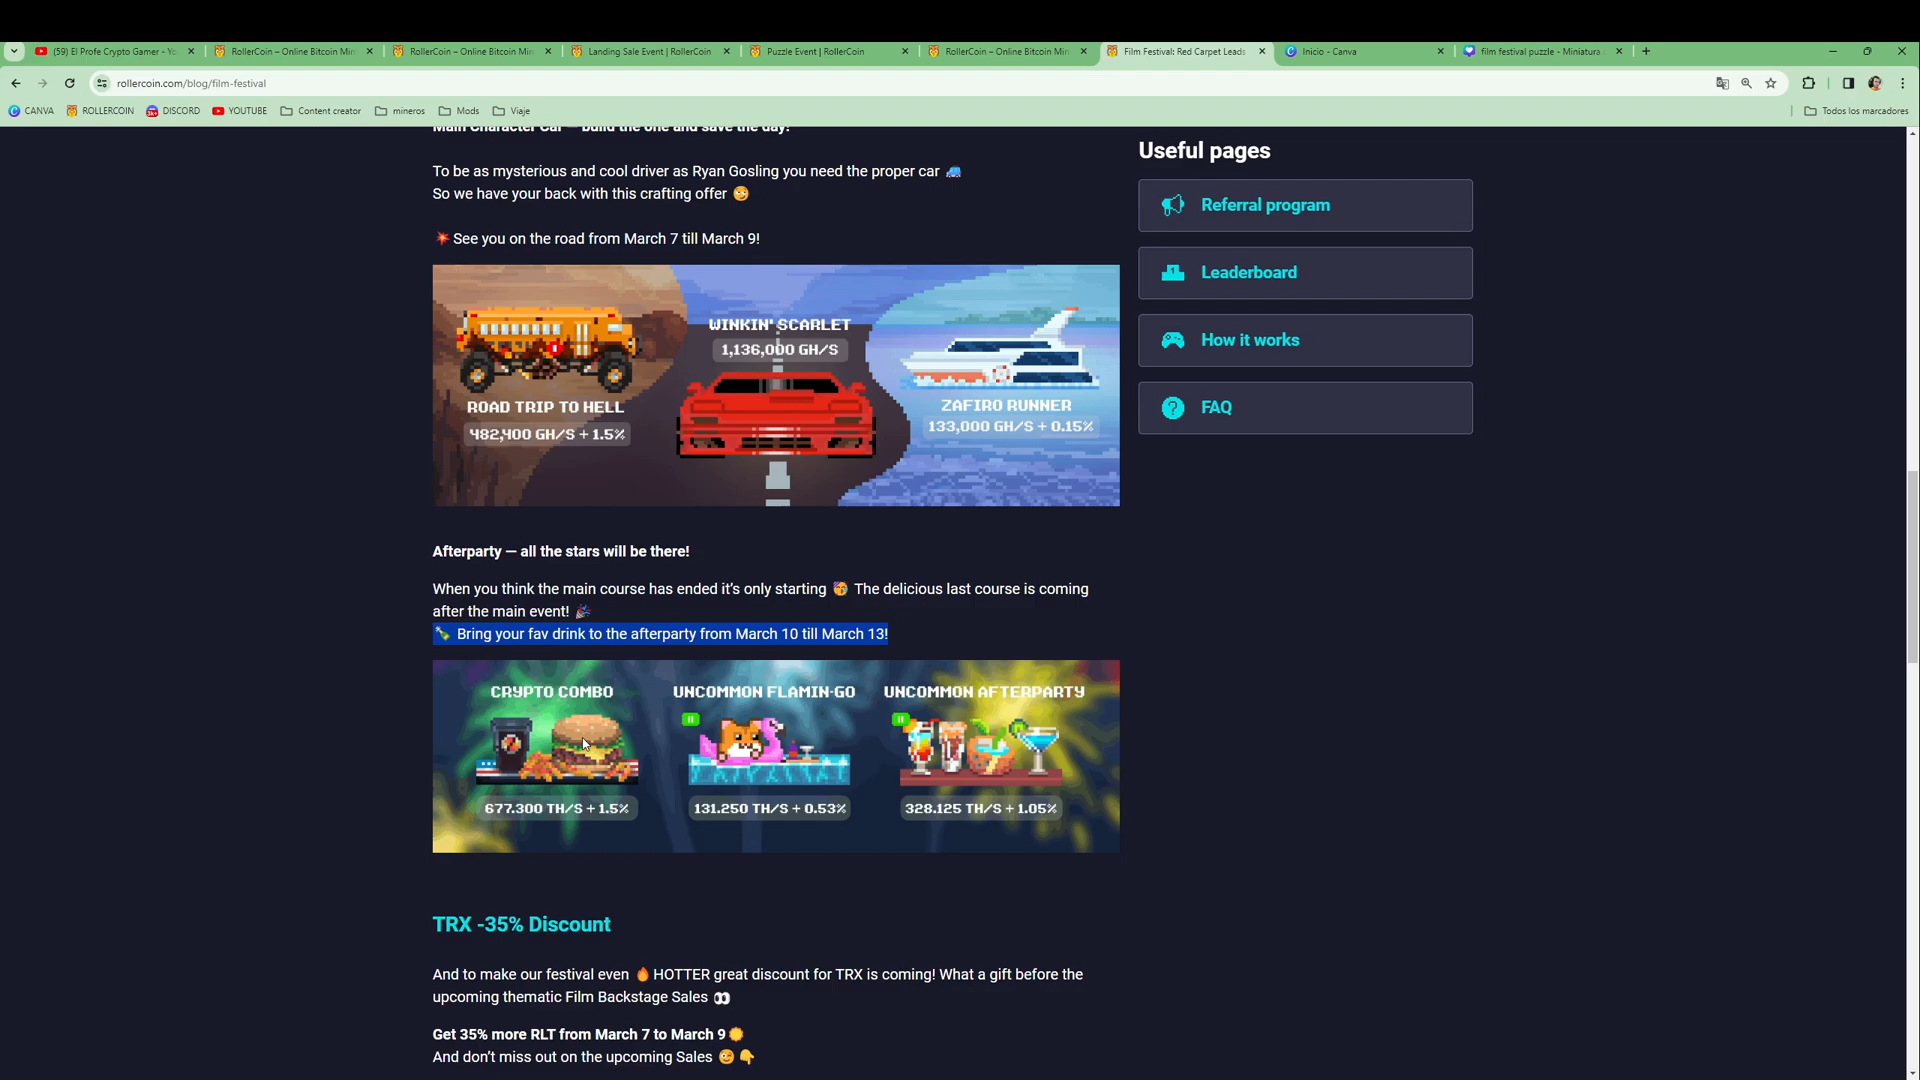 (59) El Profe Crypto Gamer - Yo
RollerCoin – Online Bitcoin Min
RollerCoin – Online Bitcoin Min
Landing Sale Event | RollerCoin
Puzzle Event | RollerCoin
RollerCoin – Online Bitcoin Min
Film Festival: Red Carpet Leads
Inicio - Canva
film festival puzzle - Miniatura
rollercoin.com/blog/film-festival
CANVA
ROLLERCOIN
DISCORD
YOUTUBE
Content creator
mineros
Mods
Viaje
Todos los marcadores
Main Character Car — build the one and save the day!
To be as mysterious and cool driver as Ryan Gosling you need the proper car 🚙
So we have your back with this crafting offer 😏
💥 See you on the road from March 7 till March 9!
ROAD TRIP TO HELL
482,400 GH/S + 1.5%
WINKIN' SCARLET
1,136,000 GH/S
ZAFIRO RUNNER
133,000 GH/S + 0.15%
Afterparty — all the stars will be there!
When you think the main course has ended it's only starting 🥳 The delicious last course is coming
after the main event! 🎉
🍾 Bring your fav drink to the afterparty from March 10 till March 13!
CRYPTO COMBO
677.300 TH/S + 1.5%
UNCOMMON FLAMIN-GO
131.250 TH/S + 0.53%
UNCOMMON AFTERPARTY
328.125 TH/S + 1.05%
TRX -35% Discount
And to make our festival even 🔥 HOTTER great discount for TRX is coming! What a gift before the
upcoming thematic Film Backstage Sales 👀
Get 35% more RLT from March 7 to March 9
And don't miss out on the upcoming Sales 😉👇
Useful pages
Referral program
Leaderboard
How it works
FAQ